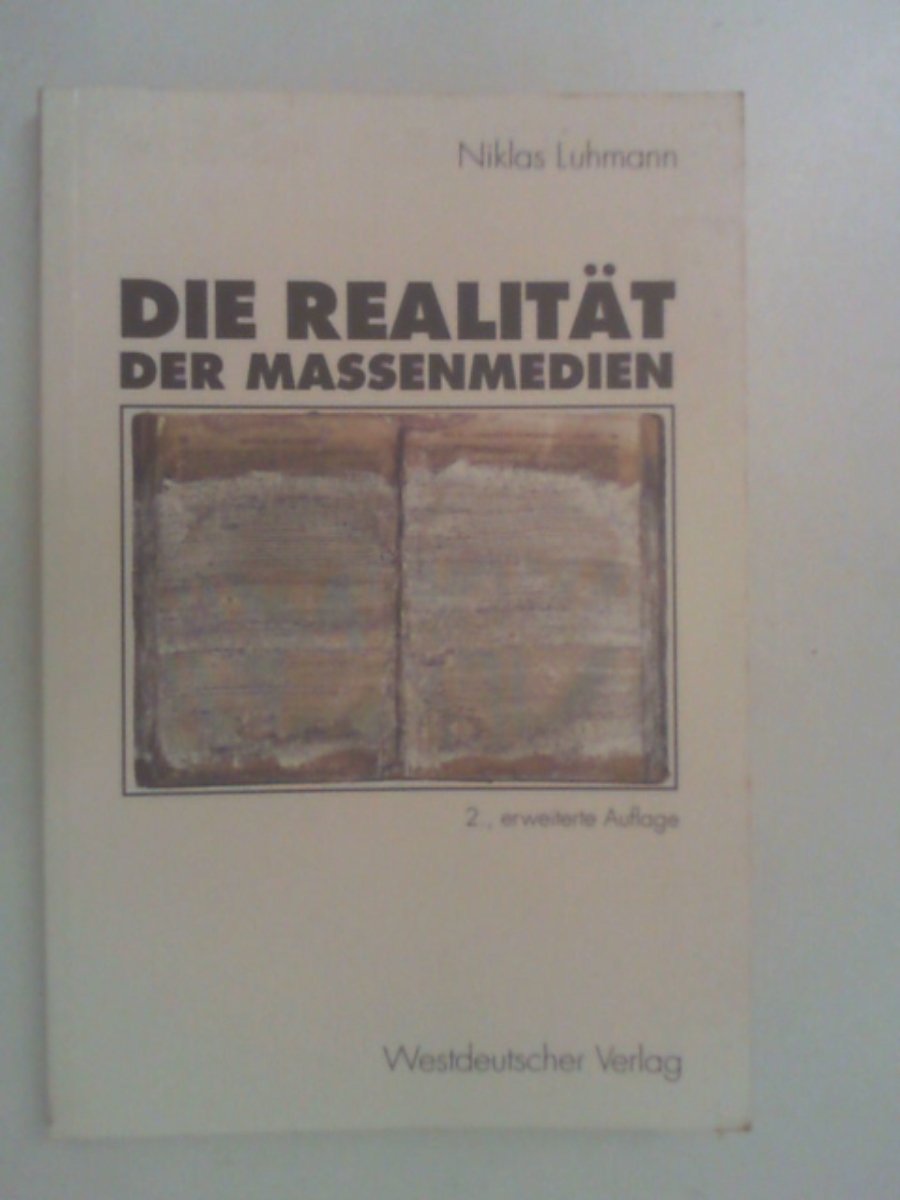 Niklas Luhmann
DIE REALITÄT
DER MASSENMEDIEN
2., erweiterte Auflage
Westdeutscher Verlag